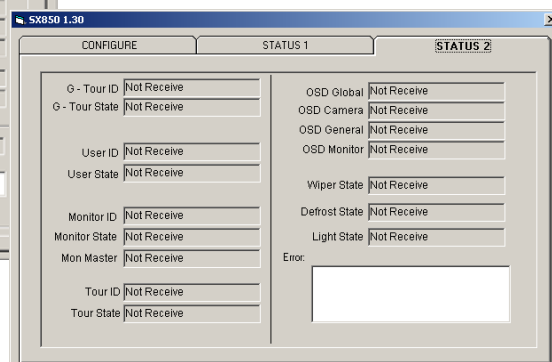 SX850 1.30
CONFIGURE STATUS 1 STATUS 2
G - Tour ID Not Receive
G - Tour State Not Receive
User ID Not Receive
User State Not Receive
Monitor ID Not Receive
Monitor State Not Receive
Mon Master Not Receive
Tour ID Not Receive
Tour State Not Receive
OSD Global Not Receive
OSD Camera Not Receive
OSD General Not Receive
OSD Monitor Not Receive
Wiper State Not Receive
Defrost State Not Receive
Light State Not Receive
Error: